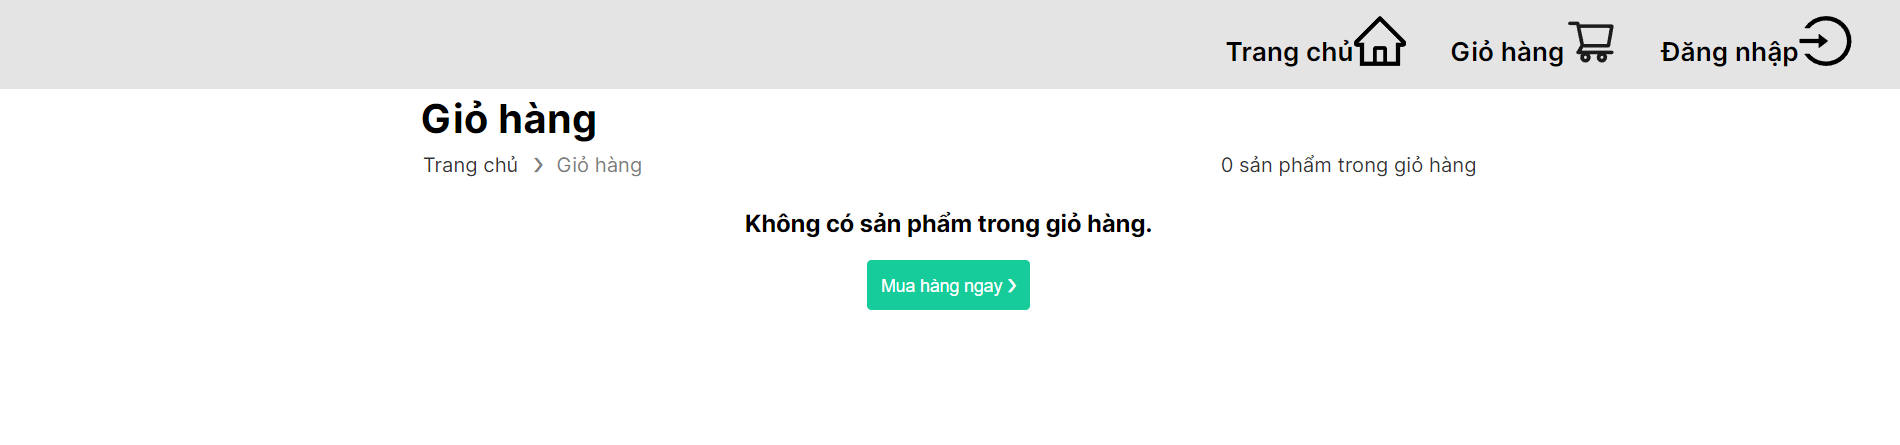 Trang chủ Giỏ hàng Đăng nhập
Giỏ hàng
Trang chủ › Giỏ hàng
0 sản phẩm trong giỏ hàng
Không có sản phẩm trong giỏ hàng.
Mua hàng ngay ›